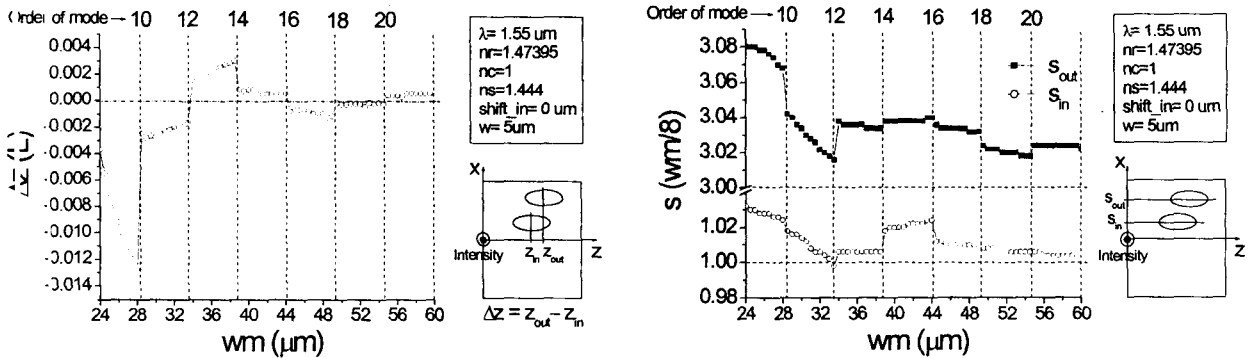 Order of mode → 10 12 14 16 18 20
0.004
0.002
0.000
-0.002
-0.004
-0.006
-0.008
-0.010
-0.012
-3.014
24 28 32 36 40 44 48 52 56 60
wm (μm)
λ= 1.55 um
nr=1.47395
nc=1
ns=1.444
shift_in= 0 um
w= 5um
X
Intensity
Z_in Z_out
Z
Δz = z_out − z_in
Order of mode → 10 12 14 16 18 20
3.08
3.06
3.04
3.02
3.00
1.02
1.00
0.98
S (wm/8)
S_out
S_in
24 28 32 36 40 44 48 52 56 60
wm (μm)
λ= 1.55 um
nr=1.47395
nc=1
ns=1.444
shift_in= 0 um
w= 5um
X
S_out
S_in
Intensity
Z